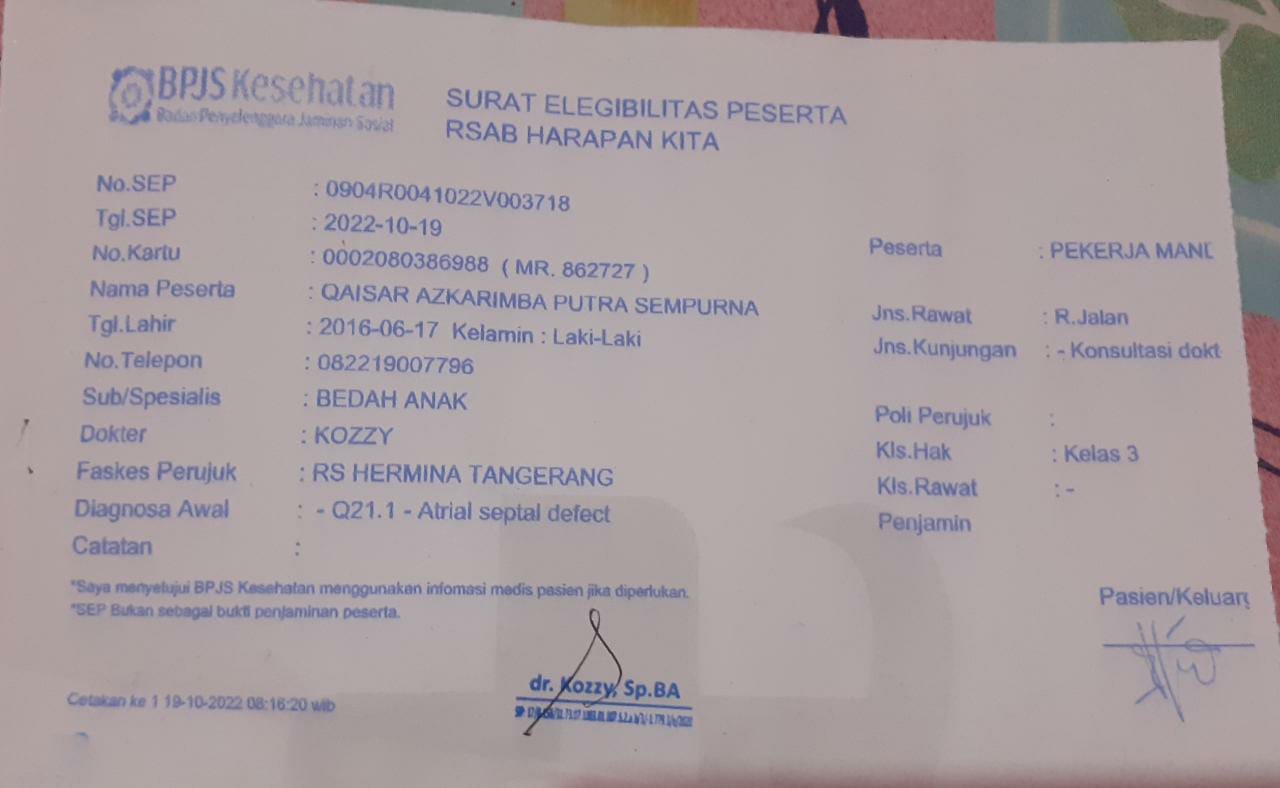 BPJS Kesehatan
Badan Penyelenggara Jaminan Sosial
SURAT ELEGIBILITAS PESERTA
RSAB HARAPAN KITA
No.SEP : 0904R0041022V003718
Tgl.SEP : 2022-10-19
No.Kartu : 0002080386988 ( MR. 862727 )
Peserta : PEKERJA MAND
Nama Peserta : QAISAR AZKARIMBA PUTRA SEMPURNA
Tgl.Lahir : 2016-06-17 Kelamin : Laki-Laki
Jns.Rawat : R.Jalan
No.Telepon : 082219007796
Jns.Kunjungan : - Konsultasi dokt
Sub/Spesialis : BEDAH ANAK
Poli Perujuk :
Dokter : KOZZY
Kls.Hak : Kelas 3
Faskes Perujuk : RS HERMINA TANGERANG
Kls.Rawat : -
Diagnosa Awal : - Q21.1 - Atrial septal defect
Penjamin
Catatan :
*Saya menyetujui BPJS Kesehatan menggunakan infomasi medis pasien jika diperlukan.
*SEP Bukan sebagai bukti penjaminan peserta.
Pasien/Keluarg
dr. Kozzy, Sp.BA
Cetakan ke 1 19-10-2022 08:16:20 wib